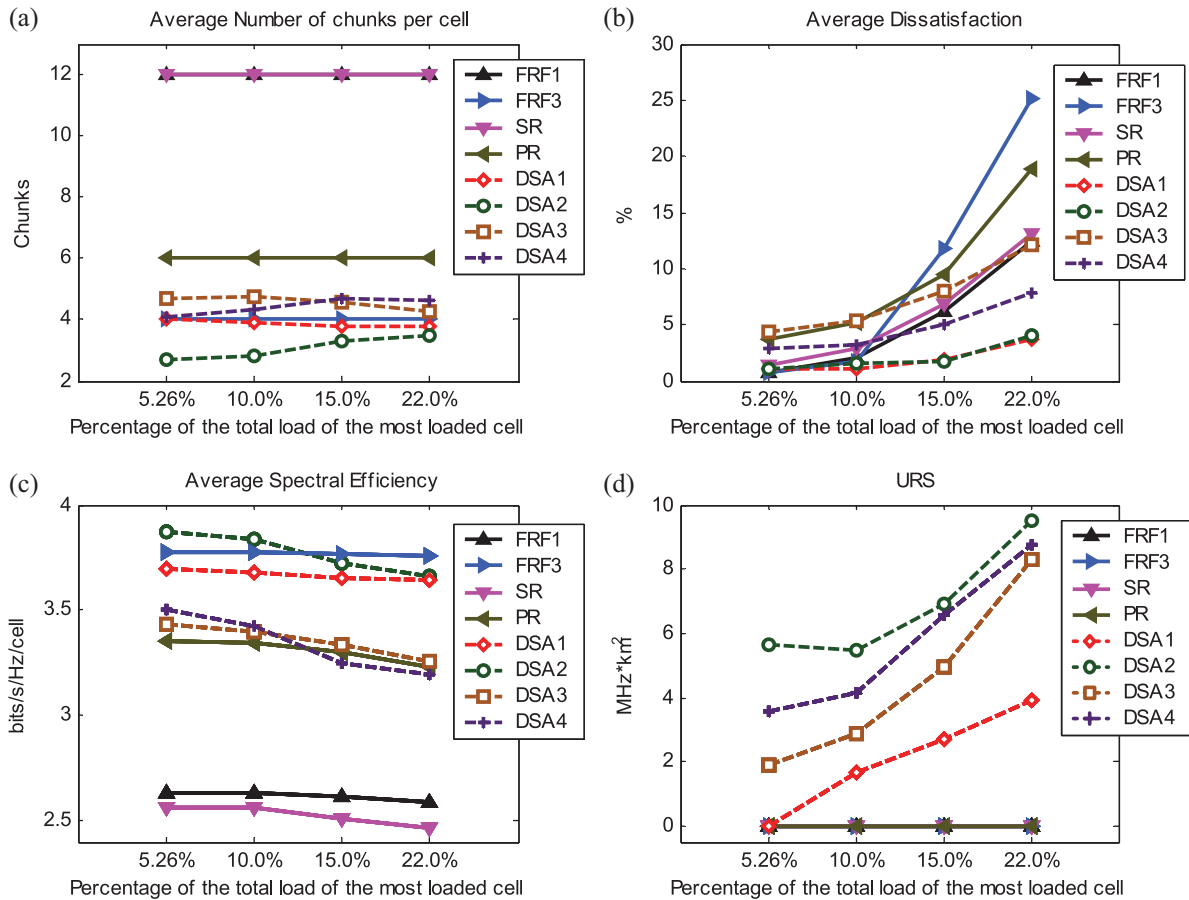 (a)
Average Number of chunks per cell
12
10
8
6
4
2
Chunks
5.26%
10.0%
15.0%
22.0%
Percentage of the total load of the most loaded cell
FRF1
FRF3
SR
PR
DSA1
DSA2
DSA3
DSA4
(b)
Average Dissatisfaction
30
25
20
15
10
5
0
%
5.26%
10.0%
15.0%
22.0%
Percentage of the total load of the most loaded cell
FRF1
FRF3
SR
PR
DSA1
DSA2
DSA3
DSA4
(c)
Average Spectral Efficiency
4
3.5
3
2.5
bits/s/Hz/cell
5.26%
10.0%
15.0%
22.0%
Percentage of the total load of the most loaded cell
FRF1
FRF3
SR
PR
DSA1
DSA2
DSA3
DSA4
(d)
URS
10
8
6
4
2
0
MHz*km²
5.26%
10.0%
15.0%
22.0%
Percentage of the total load of the most loaded cell
FRF1
FRF3
SR
PR
DSA1
DSA2
DSA3
DSA4